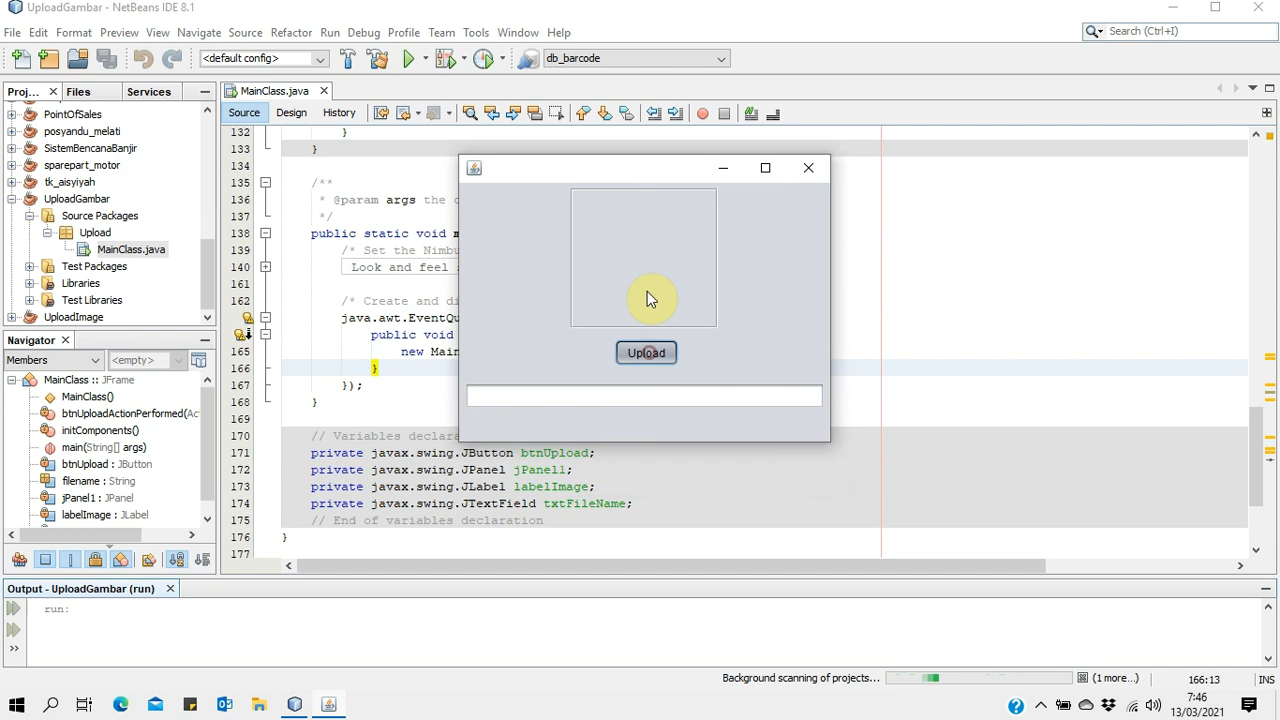 UploadGambar - NetBeans IDE 8.1
File Edit Format Preview View Navigate Source Refactor Run Debug Profile Team Tools Window Help
Search (Ctrl+I)
<default config>
db_barcode
Proj...
Files
Services
MainClass.java
Source
Design
History
PointOfSales
posyandu_melati
SistemBencanaBanjir
sparepart_motor
tk_aisyiyah
UploadGambar
Source Packages
Upload
MainClass.java
Test Packages
Libraries
Test Libraries
UploadImage
Navigator
Members
<empty>
MainClass :: JFrame
MainClass()
btnUploadActionPerformed(Ac
initComponents()
main(String[] args)
btnUpload : JButton
filename : String
jPanel1 : JPanel
labelImage : JLabel
132 }
133 }
134
135 /**
136 * @param args the c
137 */
138 public static void m
139 /* Set the Nimbu
140 Look and feel
161
162 /* Create and di
java.awt.EventQu
public void
165 new Main
166 }
167 });
168 }
169
170 // Variables declara
171 private javax.swing.JButton btnUpload;
172 private javax.swing.JPanel jPanel1;
173 private javax.swing.JLabel labelImage;
174 private javax.swing.JTextField txtFileName;
175 // End of variables declaration
176 }
177
Upload
Output - UploadGambar (run)
run:
Background scanning of projects...
(1 more...)
166:13
INS
7:46
13/03/2021